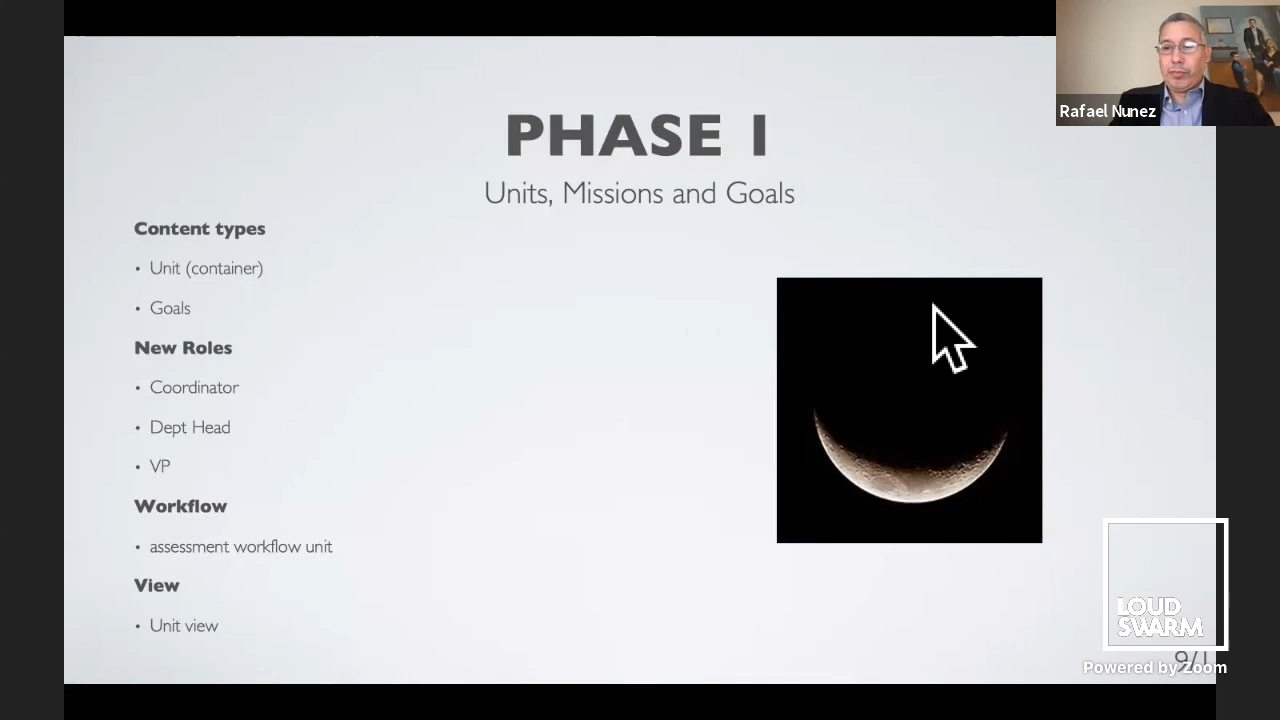 Rafael Nunez
PHASE I
Units, Missions and Goals
Content types
• Unit (container)
• Goals
New Roles
• Coordinator
• Dept Head
• VP
Workflow
• assessment workflow unit
View
• Unit view
LOUD
SWARM
Powered by Zoom